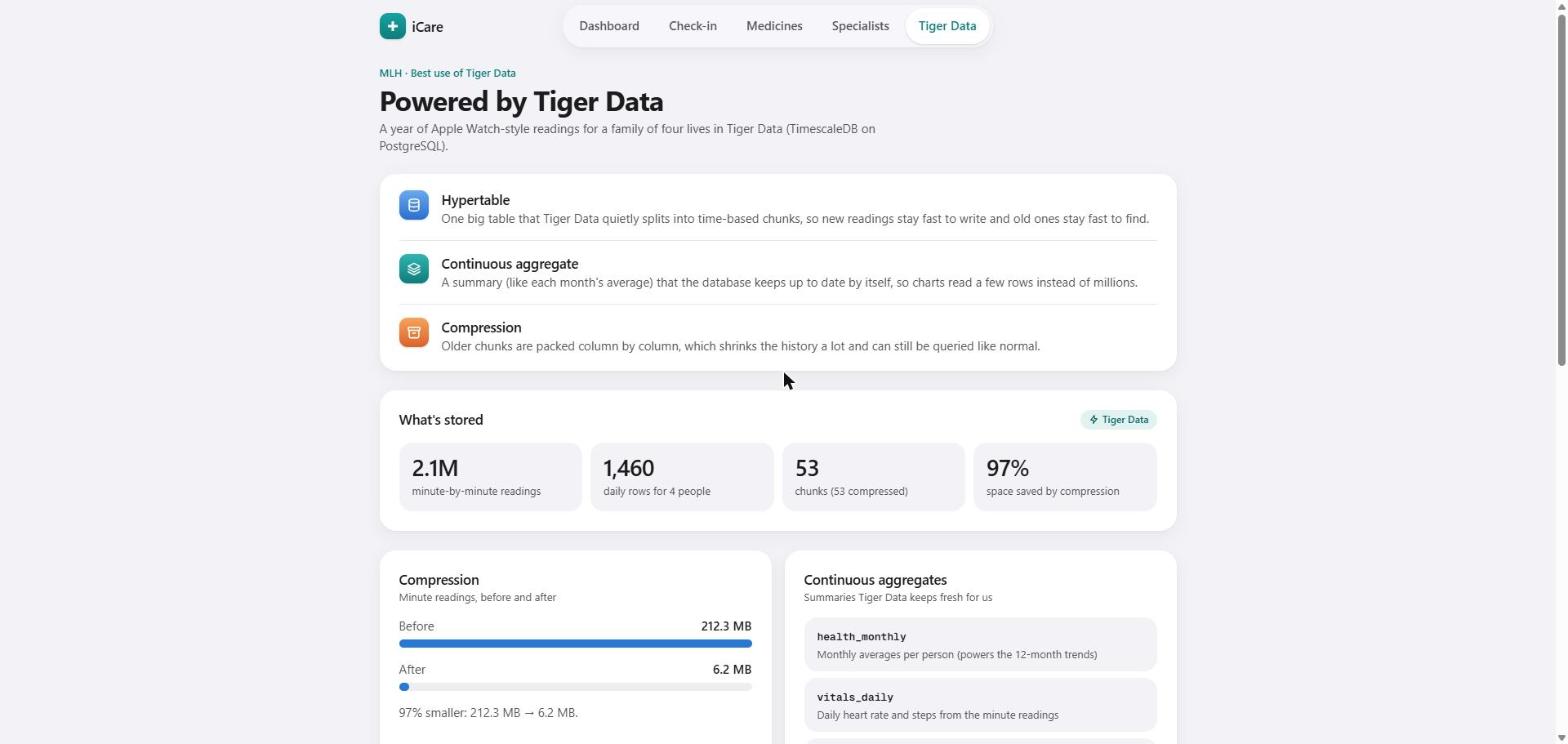 iCare
Dashboard
Check-in
Medicines
Specialists
Tiger Data
MLH · Best use of Tiger Data
Powered by Tiger Data
A year of Apple Watch-style readings for a family of four lives in Tiger Data (TimescaleDB on
PostgreSQL).
Hypertable
One big table that Tiger Data quietly splits into time-based chunks, so new readings stay fast to write and old ones stay fast to find.
Continuous aggregate
A summary (like each month's average) that the database keeps up to date by itself, so charts read a few rows instead of millions.
Compression
Older chunks are packed column by column, which shrinks the history a lot and can still be queried like normal.
What's stored
Tiger Data
2.1M
minute-by-minute readings
1,460
daily rows for 4 people
53
chunks (53 compressed)
97%
space saved by compression
Compression
Minute readings, before and after
Before
212.3 MB
After
6.2 MB
97% smaller: 212.3 MB → 6.2 MB.
Continuous aggregates
Summaries Tiger Data keeps fresh for us
health_monthly
Monthly averages per person (powers the 12-month trends)
vitals_daily
Daily heart rate and steps from the minute readings